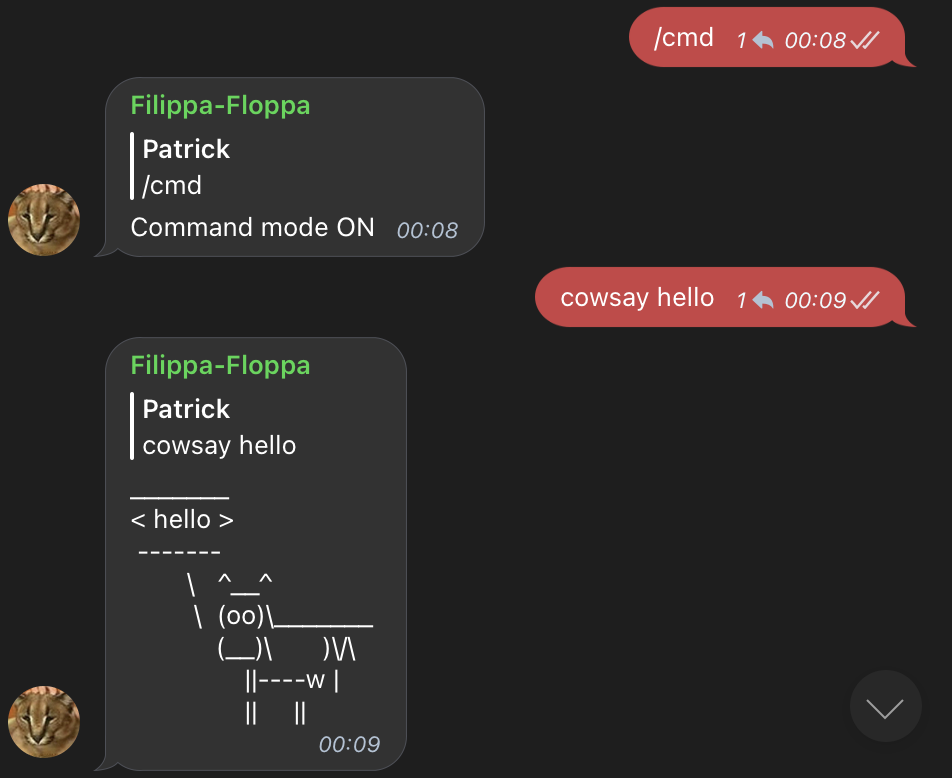 /cmd 1 00:08
Filippa-Floppa
Patrick
/cmd
Command mode ON 00:08
cowsay hello 1 00:09
Filippa-Floppa
Patrick
cowsay hello
_______
< hello >
 -------
        \   ^__^
         \  (oo)\_______
            (__)\       )\/\
                ||----w |
                ||     ||
00:09